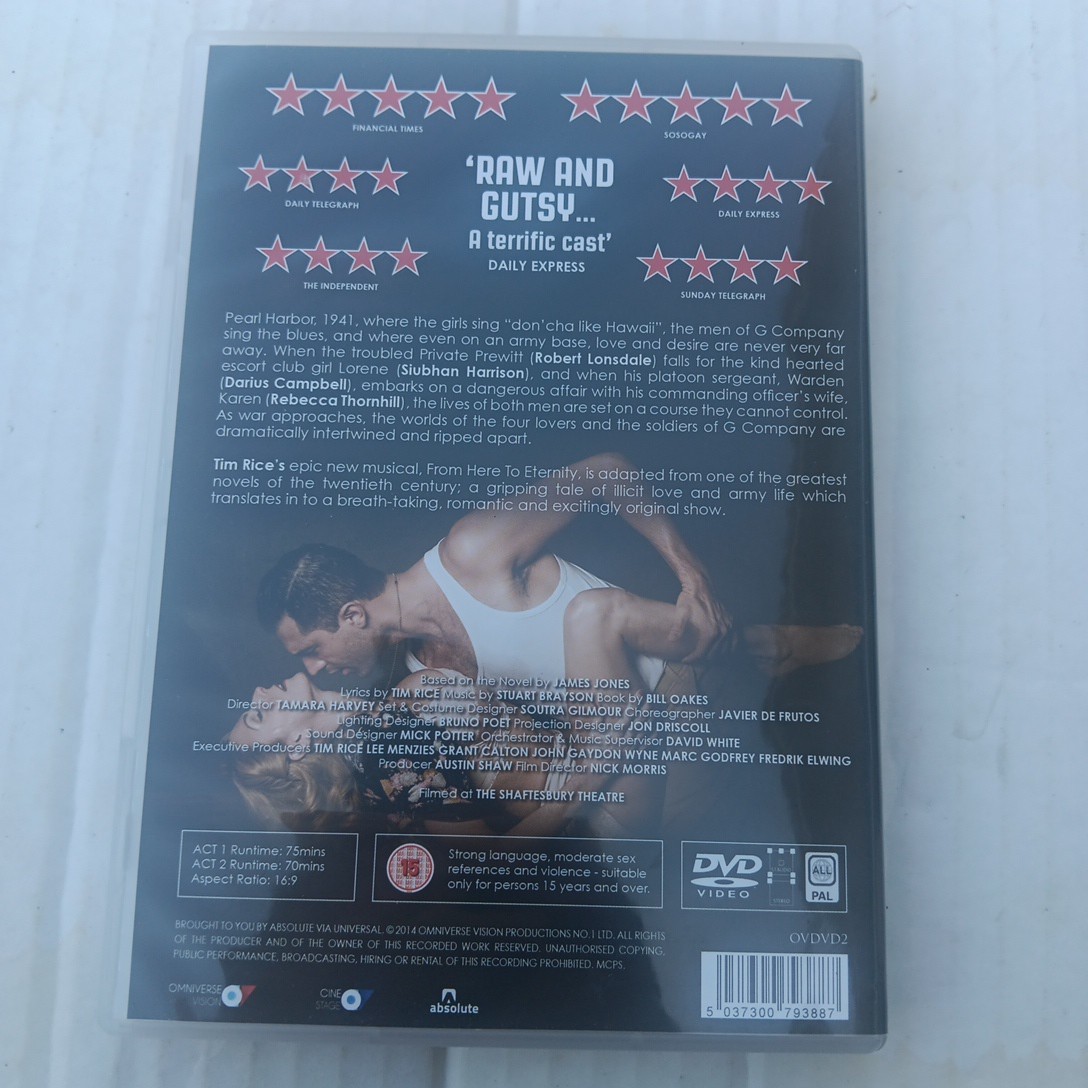 FINANCIAL TIMES
SOSOGAY
DAILY TELEGRAPH
'RAW AND
GUTSY...
A terrific cast'
DAILY EXPRESS
DAILY EXPRESS
THE INDEPENDENT
SUNDAY TELEGRAPH
Pearl Harbor, 1941, where the girls sing "don'cha like Hawaii", the men of G Company
sing the blues, and where even on an army base, love and desire are never very far
away. When the troubled Private Prewitt (Robert Lonsdale) falls for the kind hearted
escort club girl Lorene (Siubhan Harrison), and when his platoon sergeant, Warden
(Darius Campbell), embarks on a dangerous affair with his commanding officer's wife,
Karen (Rebecca Thornhill), the lives of both men are set on a course they cannot control.
As war approaches, the worlds of the four lovers and the soldiers of G Company are
dramatically intertwined and ripped apart.
Tim Rice's epic new musical, From Here To Eternity, is adapted from one of the greatest
novels of the twentieth century; a gripping tale of illicit love and army life which
translates in to a breath-taking, romantic and excitingly original show.
Based on the Novel by JAMES JONES
Lyrics by TIM RICE Music by STUART BRAYSON Book by BILL OAKES
Director TAMARA HARVEY Set & Costume Designer SOUTRA GILMOUR Choreographer JAVIER DE FRUTOS
Lighting Designer BRUNO POET Projection Designer JON DRISCOLL
Sound Designer MICK POTTER Orchestrator & Music Supervisor DAVID WHITE
Executive Producers TIM RICE LEE MENZIES GRANT CALTON JOHN GAYDON WYNE MARC GODFREY FREDRIK ELWING
Producer AUSTIN SHAW Film Director NICK MORRIS
Filmed at THE SHAFTESBURY THEATRE
ACT 1 Runtime: 75mins
ACT 2 Runtime: 70mins
Aspect Ratio: 16:9
15
Strong language, moderate sex
references and violence - suitable
only for persons 15 years and over.
DVD
VIDEO
ALL
PAL
BROUGHT TO YOU BY ABSOLUTE VIA UNIVERSAL. ©2014 OMNIVERSE VISION PRODUCTIONS NO.1 LTD. ALL RIGHTS
OF THE PRODUCER AND OF THE OWNER OF THIS RECORDED WORK RESERVED. UNAUTHORISED COPYING,
PUBLIC PERFORMANCE, BROADCASTING, HIRING OR RENTAL OF THIS RECORDING PROHIBITED. MCPS.
OVDVD2
OMNIVERSE
VISION
CINE
STAGE
absolute
5 037300 793887